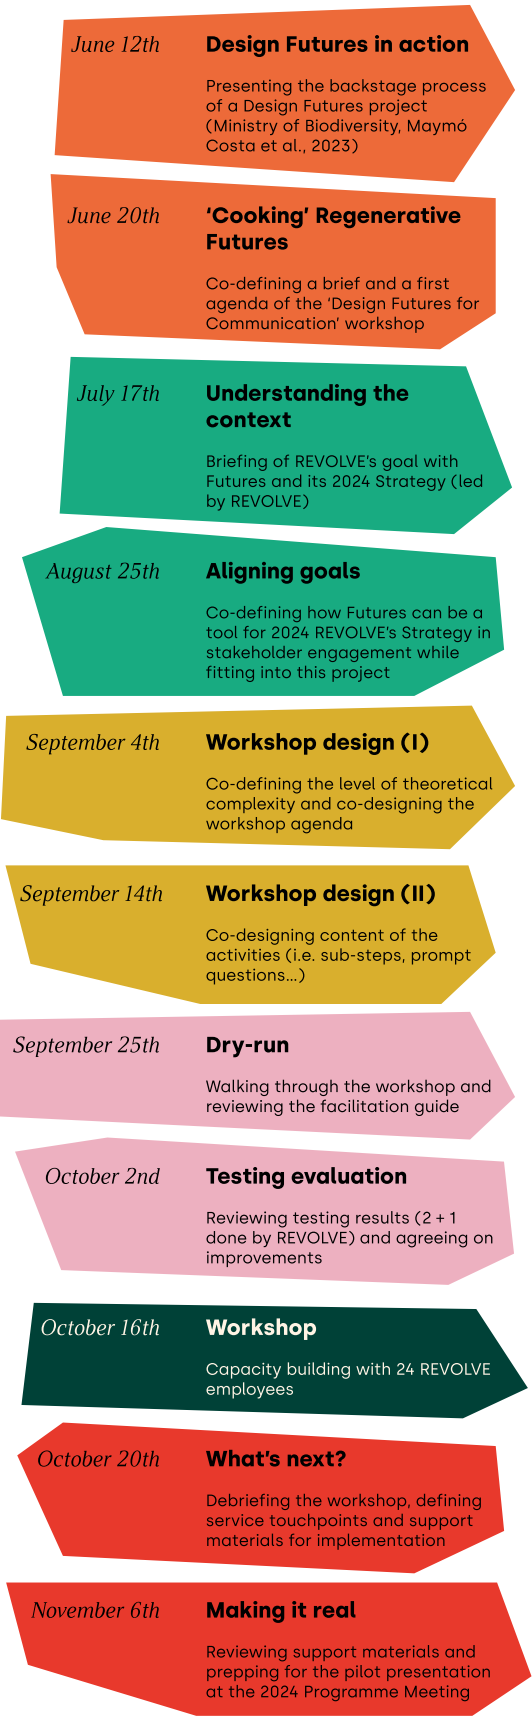 June 12th
Design Futures in action
Presenting the backstage process
of a Design Futures project
(Ministry of Biodiversity, Maymó
Costa et al., 2023)
June 20th
‘Cooking’ Regenerative
Futures
Co-defining a brief and a first
agenda of the ‘Design Futures for
Communication’ workshop
July 17th
Understanding the
context
Briefing of REVOLVE’s goal with
Futures and its 2024 Strategy (led
by REVOLVE)
August 25th
Aligning goals
Co-defining how Futures can be a
tool for 2024 REVOLVE’s Strategy in
stakeholder engagement while
fitting into this project
September 4th
Workshop design (I)
Co-defining the level of theoretical
complexity and co-designing the
workshop agenda
September 14th
Workshop design (II)
Co-designing content of the
activities (i.e. sub-steps, prompt
questions...)
September 25th
Dry-run
Walking through the workshop and
reviewing the facilitation guide
October 2nd
Testing evaluation
Reviewing testing results (2 + 1
done by REVOLVE) and agreeing on
improvements
October 16th
Workshop
Capacity building with 24 REVOLVE
employees
October 20th
What’s next?
Debriefing the workshop, defining
service touchpoints and support
materials for implementation
November 6th
Making it real
Reviewing support materials and
prepping for the pilot presentation
at the 2024 Programme Meeting